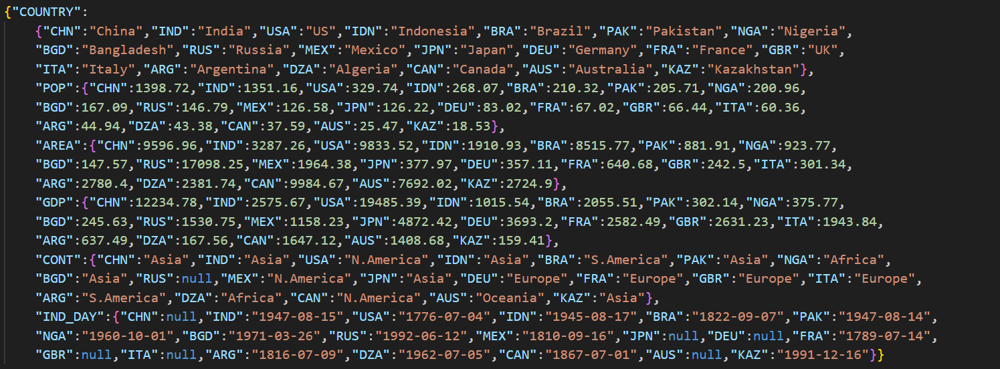 {"COUNTRY":
{"CHN":"China","IND":"India","USA":"US","IDN":"Indonesia","BRA":"Brazil","PAK":"Pakistan","NGA":"Nigeria",
"BGD":"Bangladesh","RUS":"Russia","MEX":"Mexico","JPN":"Japan","DEU":"Germany","FRA":"France","GBR":"UK",
"ITA":"Italy","ARG":"Argentina","DZA":"Algeria","CAN":"Canada","AUS":"Australia","KAZ":"Kazakhstan"},
"POP":{"CHN":1398.72,"IND":1351.16,"USA":329.74,"IDN":268.07,"BRA":210.32,"PAK":205.71,"NGA":200.96,
"BGD":167.09,"RUS":146.79,"MEX":126.58,"JPN":126.22,"DEU":83.02,"FRA":67.02,"GBR":66.44,"ITA":60.36,
"ARG":44.94,"DZA":43.38,"CAN":37.59,"AUS":25.47,"KAZ":18.53},
"AREA":{"CHN":9596.96,"IND":3287.26,"USA":9833.52,"IDN":1910.93,"BRA":8515.77,"PAK":881.91,"NGA":923.77,
"BGD":147.57,"RUS":17098.25,"MEX":1964.38,"JPN":377.97,"DEU":357.11,"FRA":640.68,"GBR":242.5,"ITA":301.34,
"ARG":2780.4,"DZA":2381.74,"CAN":9984.67,"AUS":7692.02,"KAZ":2724.9},
"GDP":{"CHN":12234.78,"IND":2575.67,"USA":19485.39,"IDN":1015.54,"BRA":2055.51,"PAK":302.14,"NGA":375.77,
"BGD":245.63,"RUS":1530.75,"MEX":1158.23,"JPN":4872.42,"DEU":3693.2,"FRA":2582.49,"GBR":2631.23,"ITA":1943.84,
"ARG":637.49,"DZA":167.56,"CAN":1647.12,"AUS":1408.68,"KAZ":159.41},
"CONT":{"CHN":"Asia","IND":"Asia","USA":"N.America","IDN":"Asia","BRA":"S.America","PAK":"Asia","NGA":"Africa",
"BGD":"Asia","RUS":null,"MEX":"N.America","JPN":"Asia","DEU":"Europe","FRA":"Europe","GBR":"Europe","ITA":"Europe",
"ARG":"S.America","DZA":"Africa","CAN":"N.America","AUS":"Oceania","KAZ":"Asia"},
"IND_DAY":{"CHN":null,"IND":"1947-08-15","USA":"1776-07-04","IDN":"1945-08-17","BRA":"1822-09-07","PAK":"1947-08-14",
"NGA":"1960-10-01","BGD":"1971-03-26","RUS":"1992-06-12","MEX":"1810-09-16","JPN":null,"DEU":null,"FRA":"1789-07-14",
"GBR":null,"ITA":null,"ARG":"1816-07-09","DZA":"1962-07-05","CAN":"1867-07-01","AUS":null,"KAZ":"1991-12-16"}}